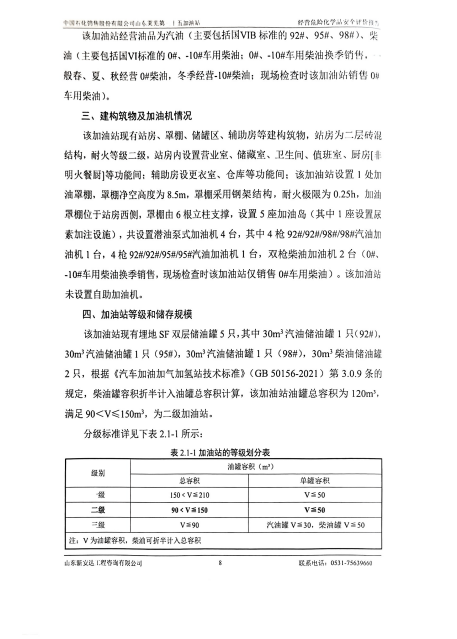 中国石化销售股份有限公司山东莱芜第二十五加油站 经营危险化学品安全评价报告
该加油站经营油品为汽油（主要包括国VIB 标准的 92#、95#、98#）、柴
油（主要包括国VI标准的 0#、-10#车用柴油；0#、-10#车用柴油换季销售，一
般春、夏、秋经营 0#柴油，冬季经营-10#柴油；现场检查时该加油站销售 0#
车用柴油）。
三、建构筑物及加油机情况
该加油站现有站房、罩棚、储罐区、辅助房等建构筑物，站房为二层砖混
结构，耐火等级二级，站房内设置营业室、储藏室、卫生间、值班室、厨房[非
明火餐厨]等功能间；辅助房设更衣室、仓库等功能间；该加油站设置 1 处加
油罩棚，罩棚净空高度为 8.5m，罩棚采用钢架结构，耐火极限为 0.25h，加油
罩棚位于站房西侧，罩棚由 6 根立柱支撑，设置 5 座加油岛（其中 1 座设置尿
素加注设施），共设置潜油泵式加油机 4 台，其中 4 枪 92#/92#/98#/98#汽油加
油机 1 台，4 枪 92#/92#/95#/95#汽油加油机 1 台，双枪柴油加油机 2 台（0#、
-10#车用柴油换季销售，现场检查时该加油站仅销售 0#车用柴油）。该加油站
未设置自助加油机。
四、加油站等级和储存规模
该加油站现有埋地 SF 双层储油罐 5 只，其中 30m³汽油储油罐 1 只（92#），
30m³汽油储油罐 1 只（95#），30m³汽油储油罐 1 只（98#），30m³柴油储油罐
2 只，根据《汽车加油加气加氢站技术标准》（GB 50156-2021）第 3.0.9 条的
规定，柴油罐容积折半计入油罐总容积计算，该加油站油罐总容积为 120m³，
满足 90＜V≤150m³，为二级加油站。
分级标准详见下表 2.1-1 所示：
表 2.1-1 加油站的等级划分表
级别 油罐容积（m³）
总容积 单罐容积
一级 150＜V≦210 V≦50
二级 90＜V≦150 V≦50
三级 V≦90 汽油罐 V≦30，柴油罐 V≦50
注：V 为油罐容积，柴油可折半计入总容积
山东新安达工程咨询有限公司 8 联系电话：0531-75639660